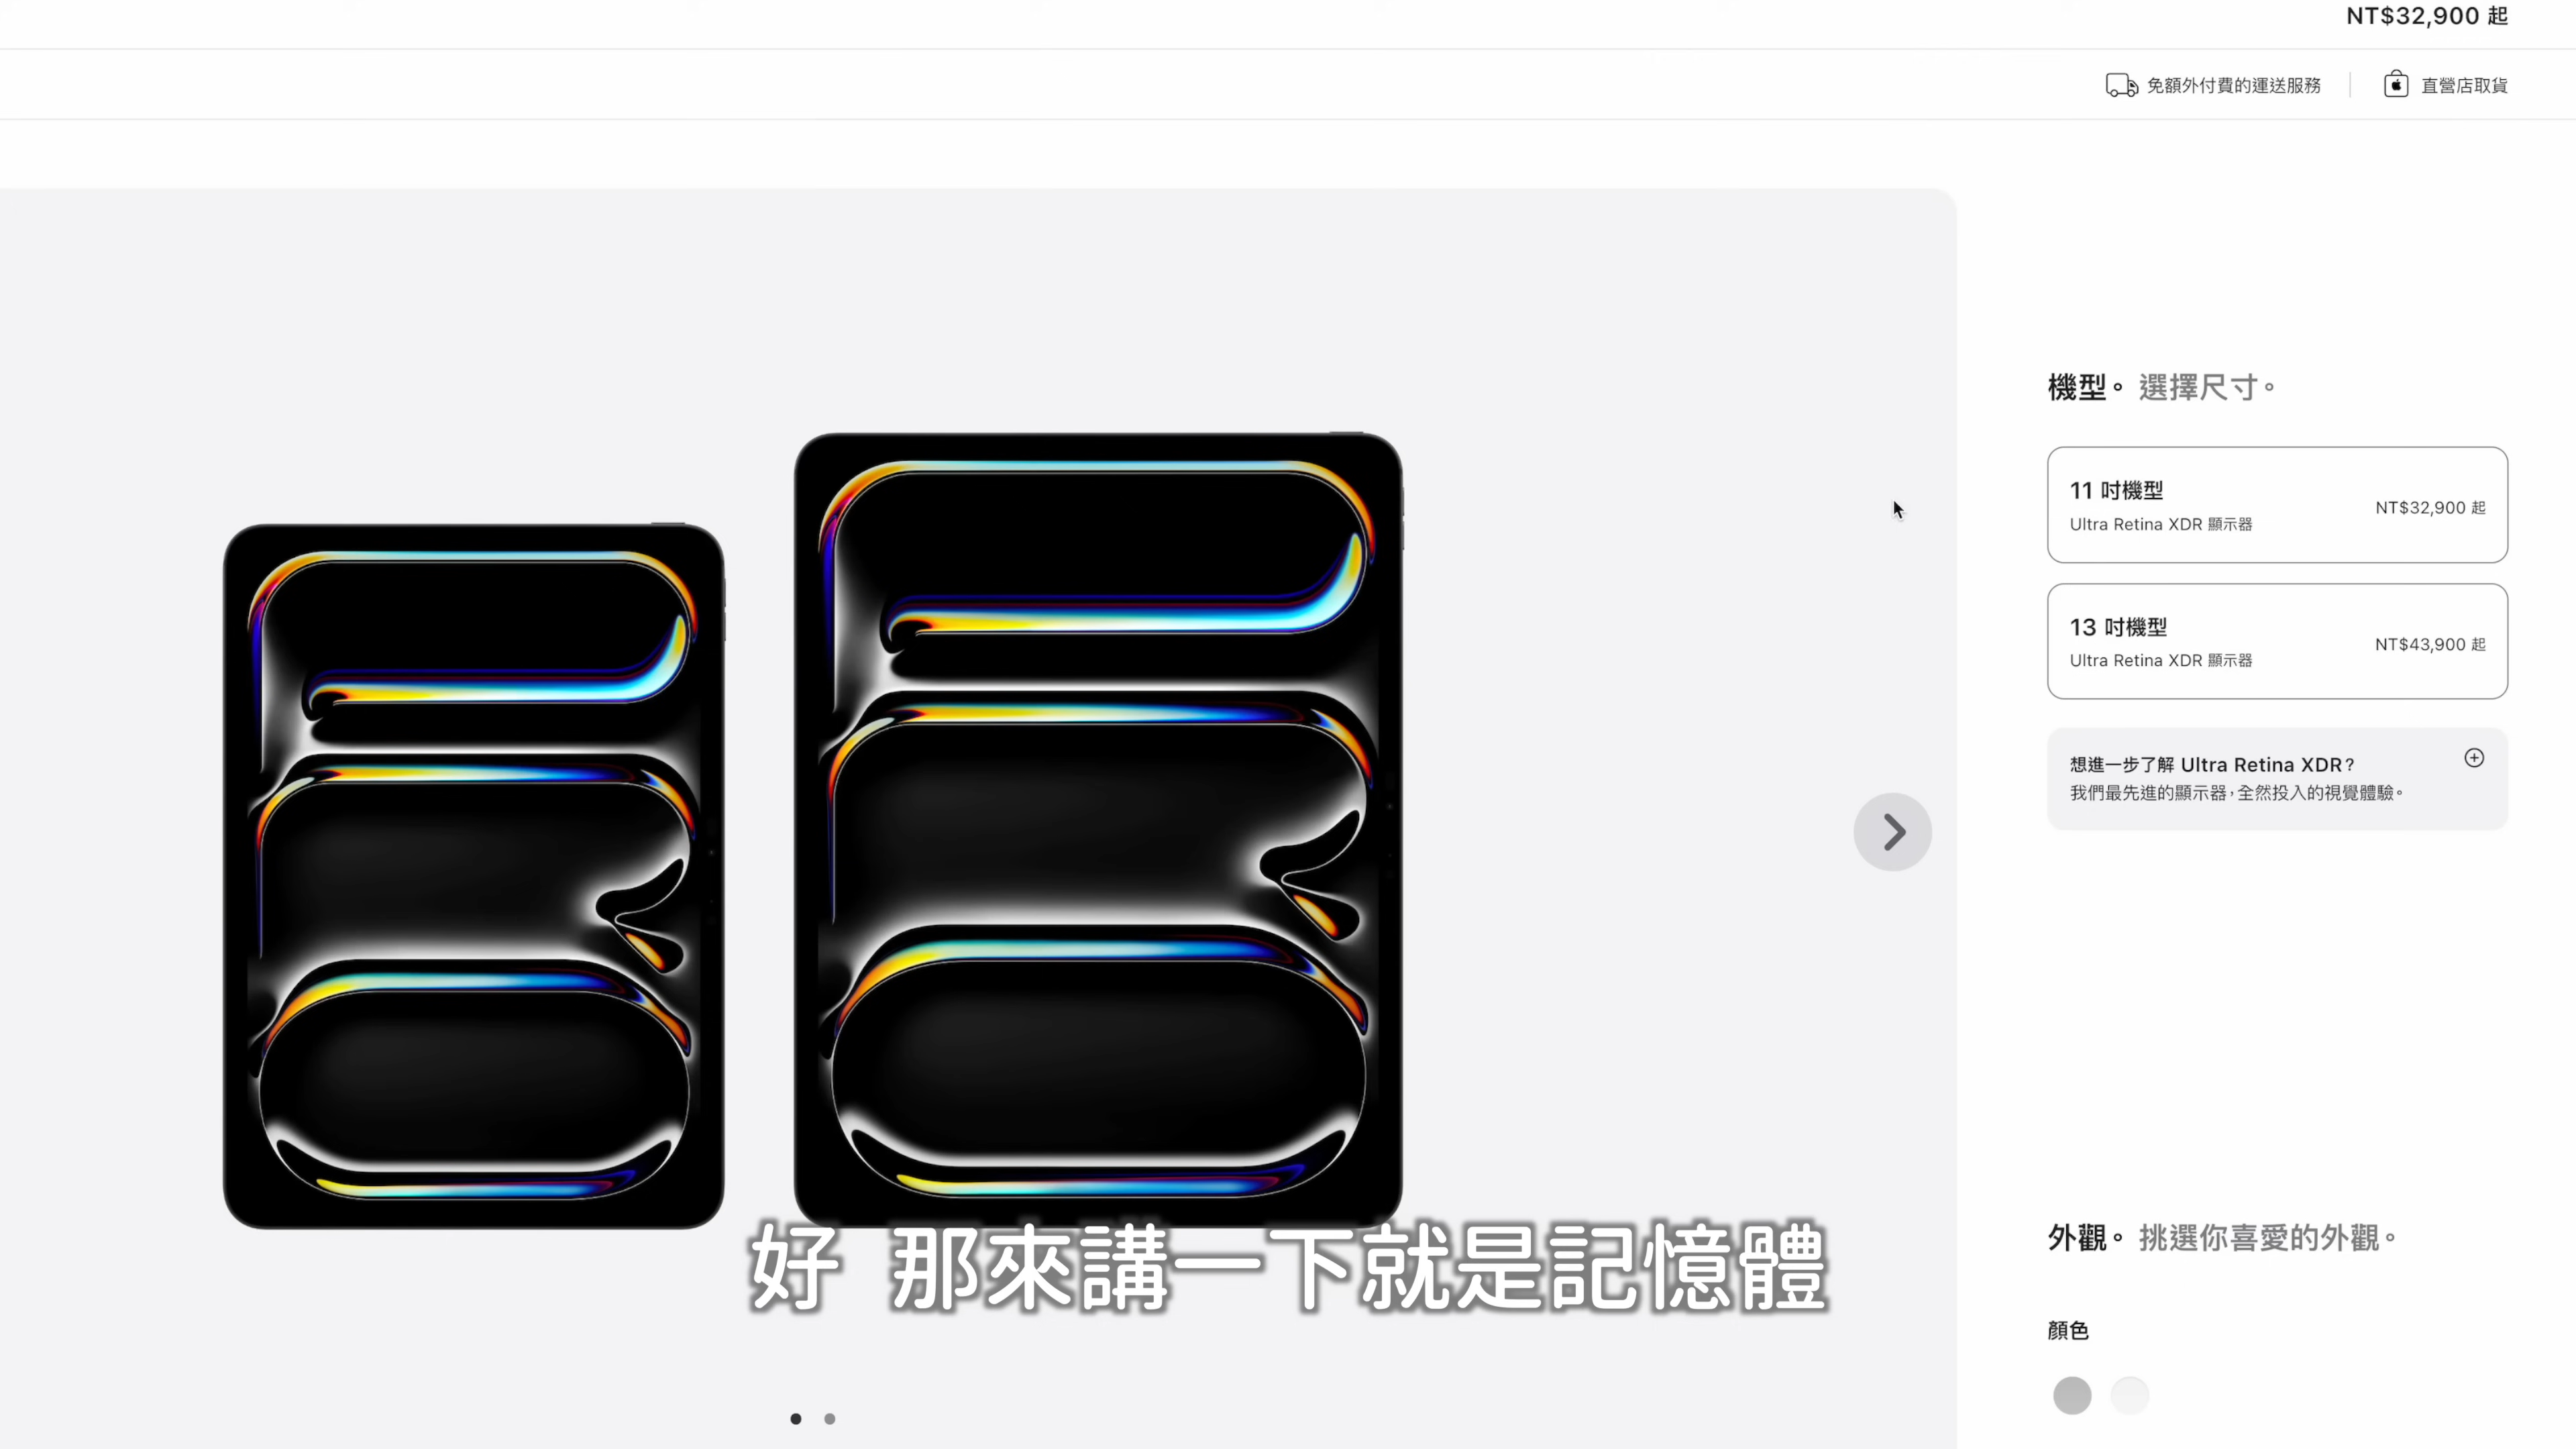 NT$32,900 起
免額外付費的運送服務
直營店取貨
機型。選擇尺寸。
11 吋機型
Ultra Retina XDR 顯示器
NT$32,900 起
13 吋機型
Ultra Retina XDR 顯示器
NT$43,900 起
想進一步了解 Ultra Retina XDR？
我們最先進的顯示器，全然投入的視覺體驗。
好 那來講一下就是記憶體
外觀。挑選你喜愛的外觀。
顏色